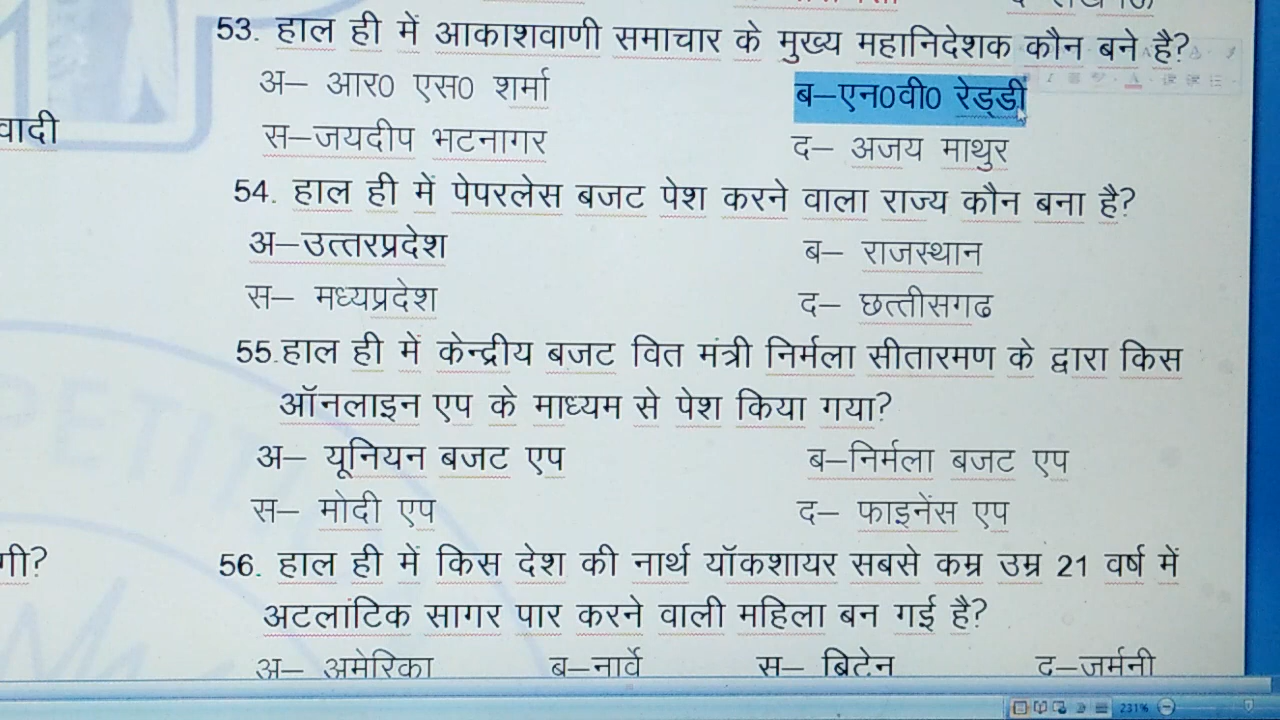 53. हाल ही में आकाशवाणी समाचार के मुख्य महानिदेशक कौन बने है?
अ– आर0 एस0 शर्मा ब–एन0वी0 रेड्डी
स–जयदीप भटनागर द– अजय माथुर
वादी
54. हाल ही में पेपरलेस बजट पेश करने वाला राज्य कौन बना है?
अ–उत्तरप्रदेश ब– राजस्थान
स– मध्यप्रदेश द– छत्तीसगढ
55.हाल ही में केन्द्रीय बजट वित मंत्री निर्मला सीतारमण के द्वारा किस
ऑनलाइन एप के माध्यम से पेश किया गया?
अ– यूनियन बजट एप ब–निर्मला बजट एप
स– मोदी एप द– फाइनेंस एप
गी?
56. हाल ही में किस देश की नार्थ यॉकशायर सबसे कम्र उम्र 21 वर्ष में
अटलांटिक सागर पार करने वाली महिला बन गई है?
अ– अमेरिका ब–नार्वे स– ब्रिटेन द–जर्मनी
231%